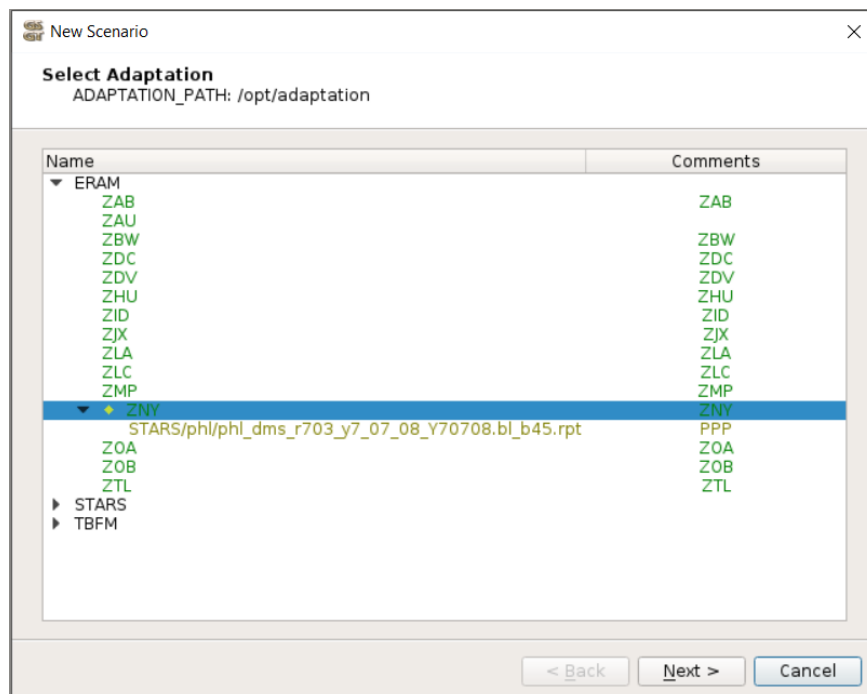 New Scenario
Select Adaptation
ADAPTATION_PATH: /opt/adaptation
Name Comments
ERAM
ZAB ZAB
ZAU
ZBW ZBW
ZDC ZDC
ZDV ZDV
ZHU ZHU
ZID ZID
ZJX ZJX
ZLA ZLA
ZLC ZLC
ZMP ZMP
ZNY ZNY
STARS/phl/phl_dms_r703_y7_07_08_Y70708.bl_b45.rpt PPP
ZOA ZOA
ZOB ZOB
ZTL ZTL
STARS
TBFM
< Back Next > Cancel